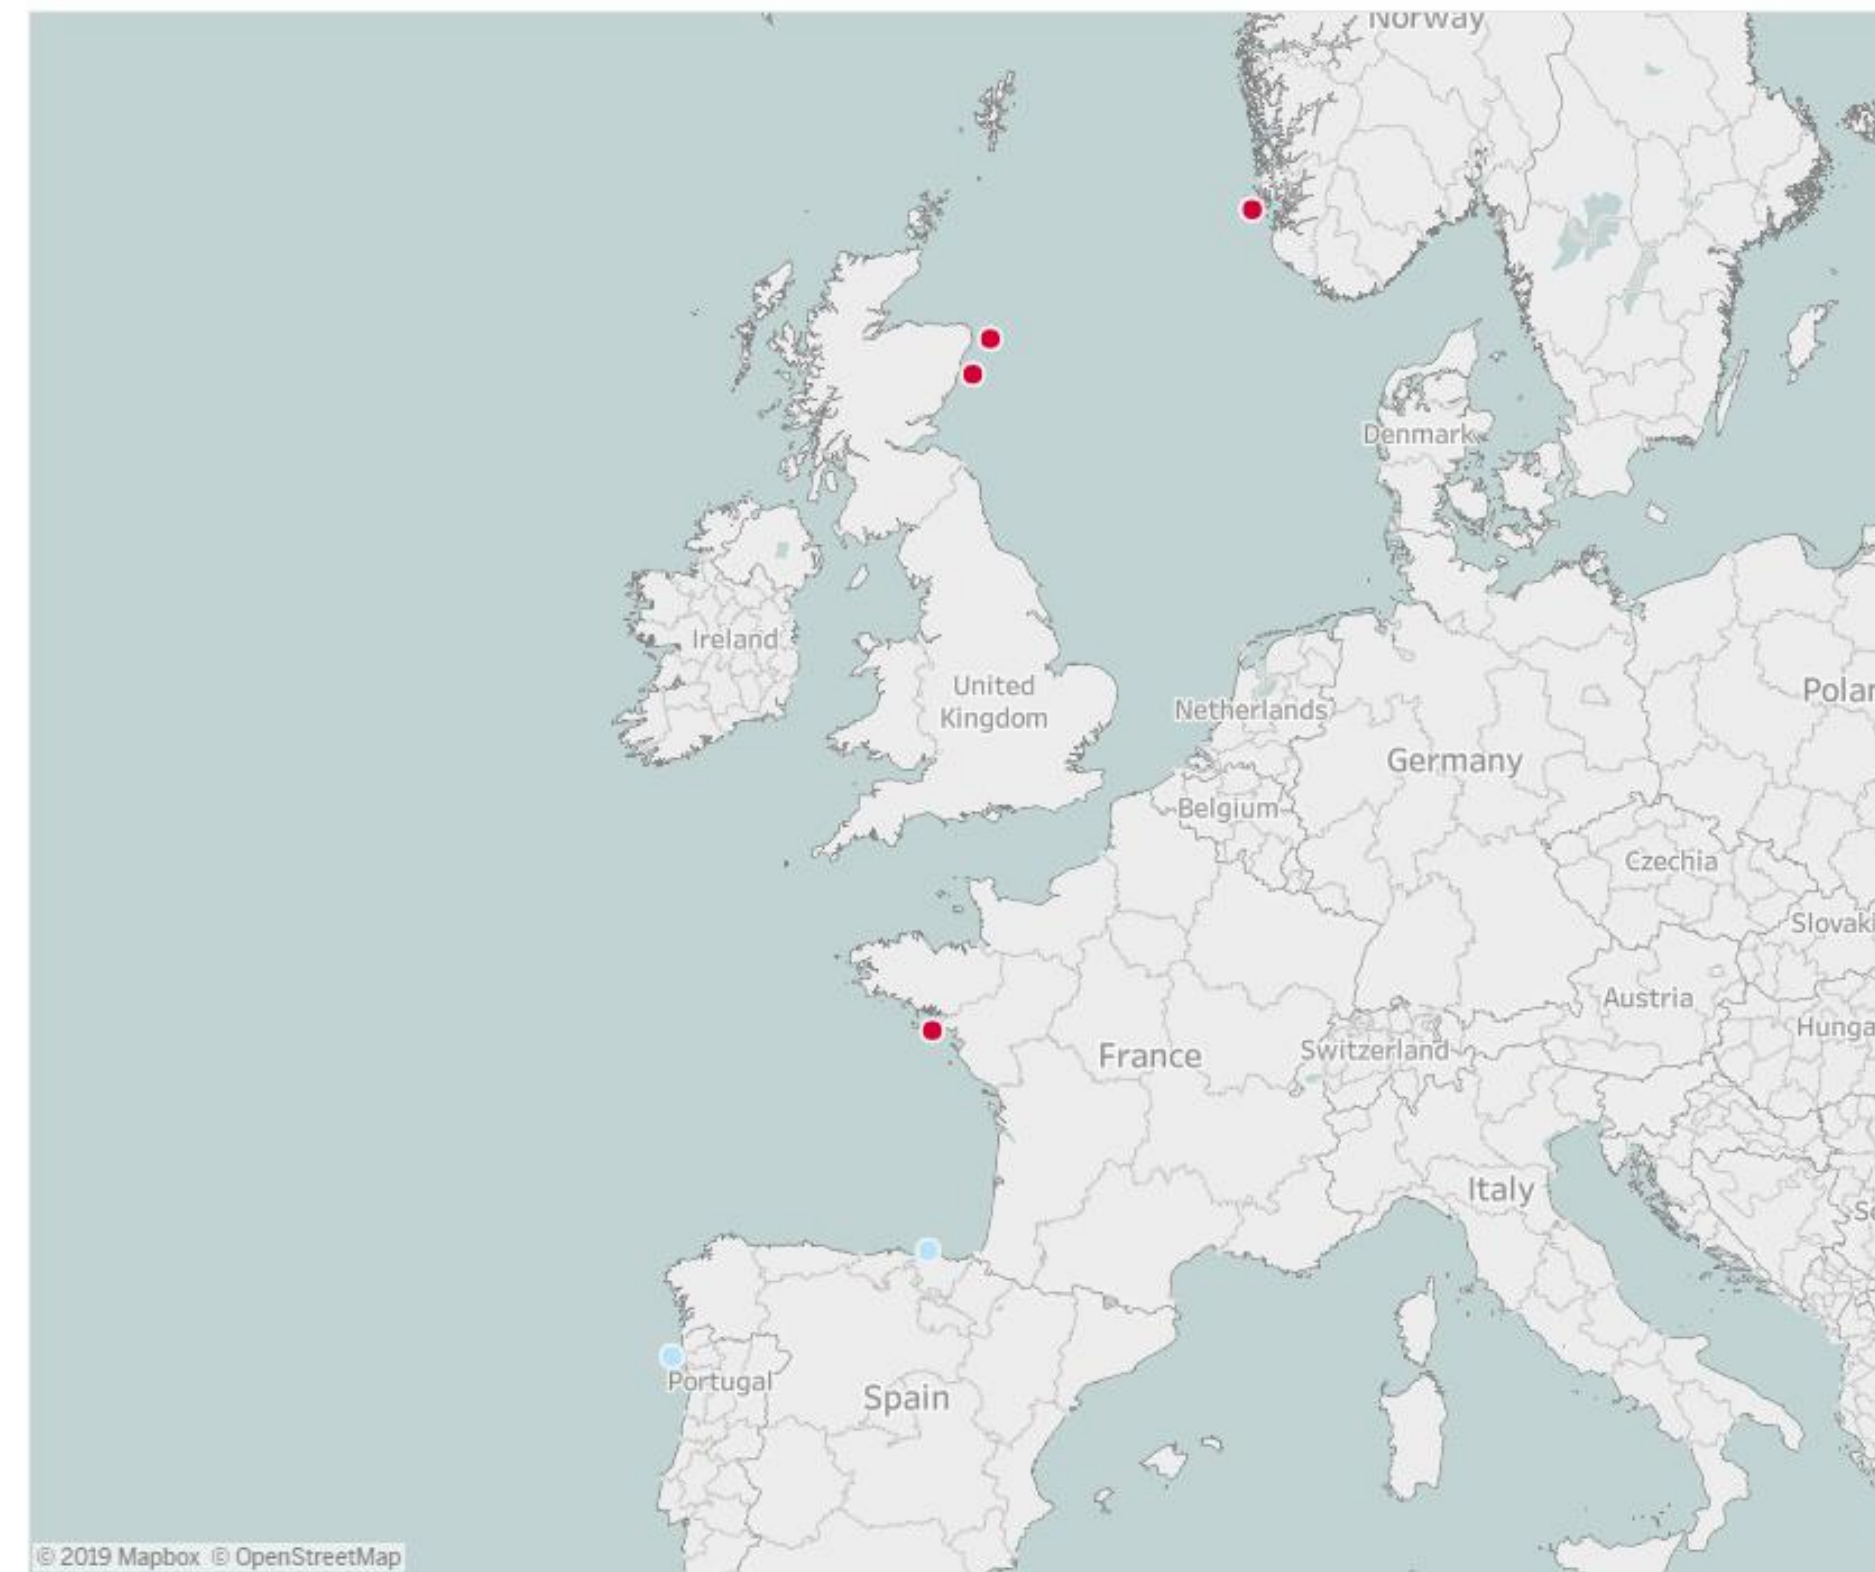 Norway
Denmark
Ireland
United
Kingdom
Netherlands
Polar
Germany
Belgium
Czechia
Slovaki
Austria
Hunga
Switzerland
France
Italy
Se
Portugal
Spain
© 2019 Mapbox © OpenStreetMap